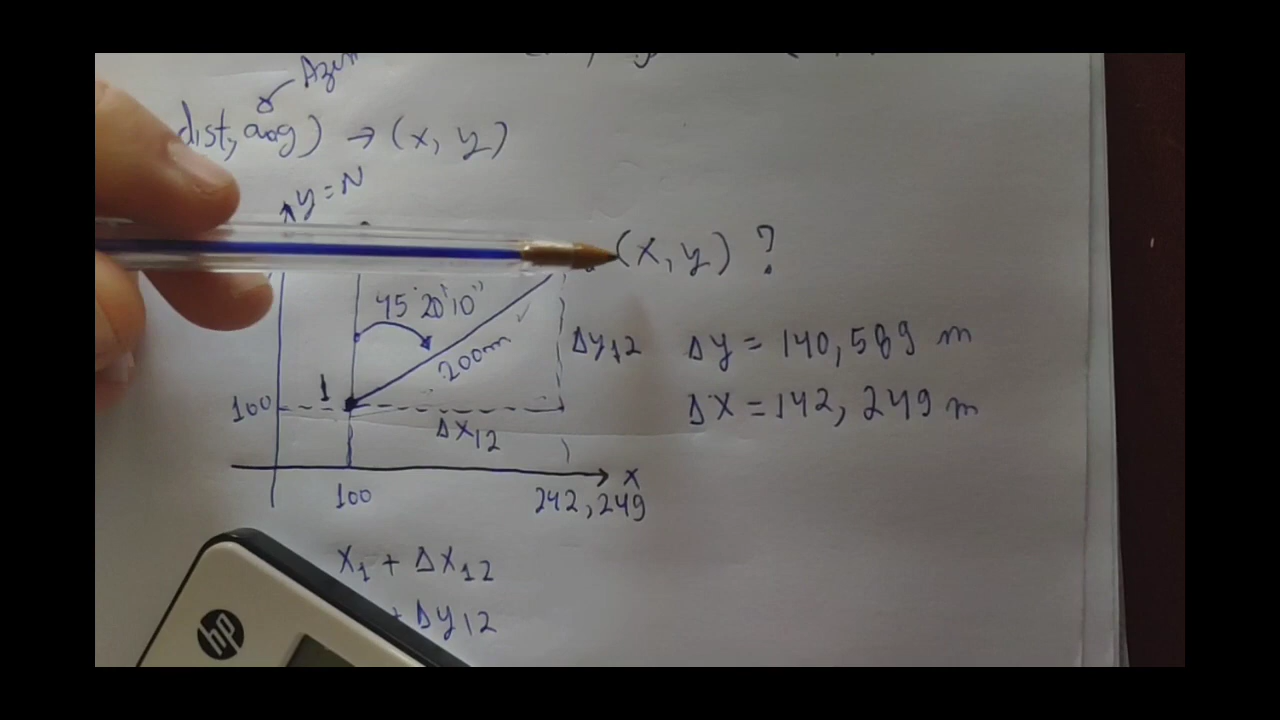 dist, ang) → (x, y)
y = N
(x, y) ?
45°20'10"
200m
Δy12
Δy = 140,589 m
1
100
Δx = 142, 249 m
Δx12
x
100
242,249
x1 + Δx12
+ Δy12
hp